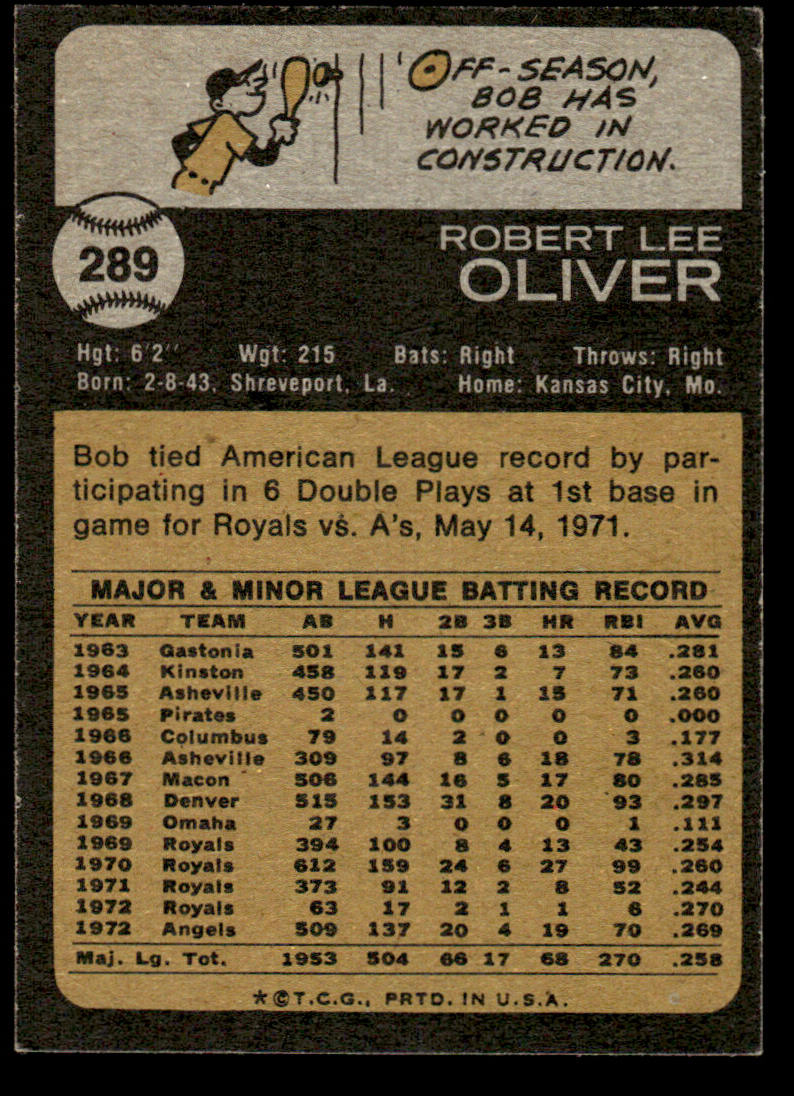 OFF-SEASON,
BOB HAS
WORKED IN
CONSTRUCTION.
289
ROBERT LEE
OLIVER
Hgt: 6'2" Wgt: 215 Bats: Right Throws: Right
Born: 2-8-43, Shreveport, La. Home: Kansas City, Mo.
Bob tied American League record by par-
ticipating in 6 Double Plays at 1st base in
game for Royals vs. A's, May 14, 1971.
MAJOR & MINOR LEAGUE BATTING RECORD
YEAR TEAM AB H 2B 3B HR RBI AVG
1963 Gastonia 501 141 15 6 13 84 .281
1964 Kinston 458 119 17 2 7 73 .260
1965 Asheville 450 117 17 1 15 71 .260
1965 Pirates 2 0 0 0 0 0 .000
1966 Columbus 79 14 2 0 0 3 .177
1966 Asheville 309 97 8 6 18 78 .314
1967 Macon 506 144 16 5 17 80 .285
1968 Denver 515 153 31 8 20 93 .297
1969 Omaha 27 3 0 0 0 1 .111
1969 Royals 394 100 8 4 13 43 .254
1970 Royals 612 159 24 6 27 99 .260
1971 Royals 373 91 12 2 8 52 .244
1972 Royals 63 17 2 1 1 6 .270
1972 Angels 509 137 20 4 19 70 .269
Maj. Lg. Tot. 1953 504 66 17 68 270 .258
*©T.C.G., PRTD. IN U.S.A.